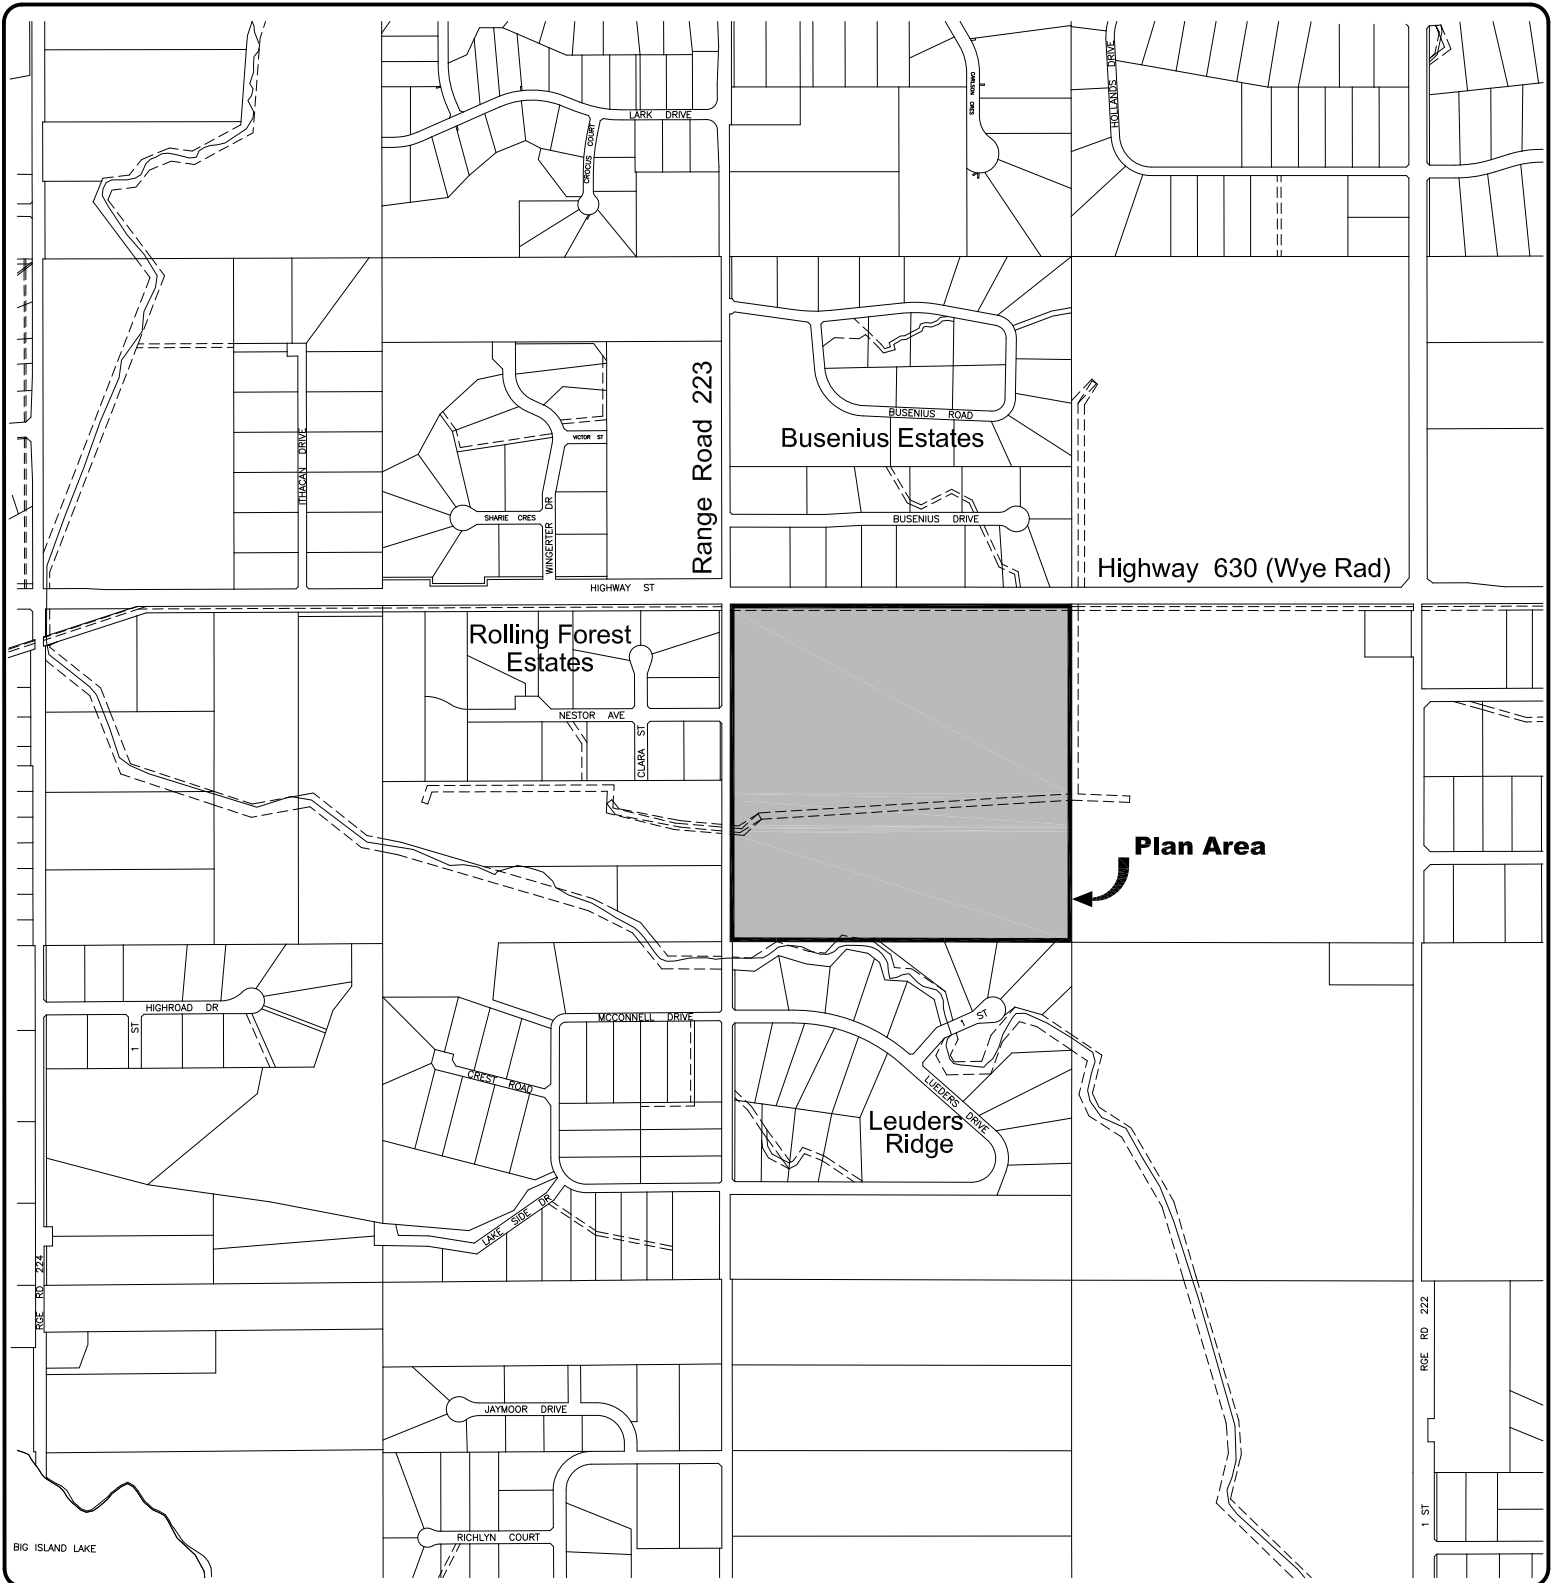 CARLSON CRES
HOLLANDS DRIVE
LARK DRIVE
CROCUS COURT
Range Road 223
BUSENIUS ROAD
Busenius Estates
VICTOR ST
ITHACAN DRIVE
SHARIE CRES
WINGERTER DR
BUSENIUS DRIVE
Highway 630 (Wye Rad)
HIGHWAY ST
Rolling Forest
Estates
NESTOR AVE
CLARA ST
Plan Area
HIGHROAD DR
1 ST
MCCONNELL DRIVE
1 ST
CREST ROAD
LUEDERS DRIVE
Leuders
Ridge
LAKE SIDE DR
RGE RD 224
RGE RD 222
JAYMOOR DRIVE
1 ST
RICHLYN COURT
BIG ISLAND LAKE